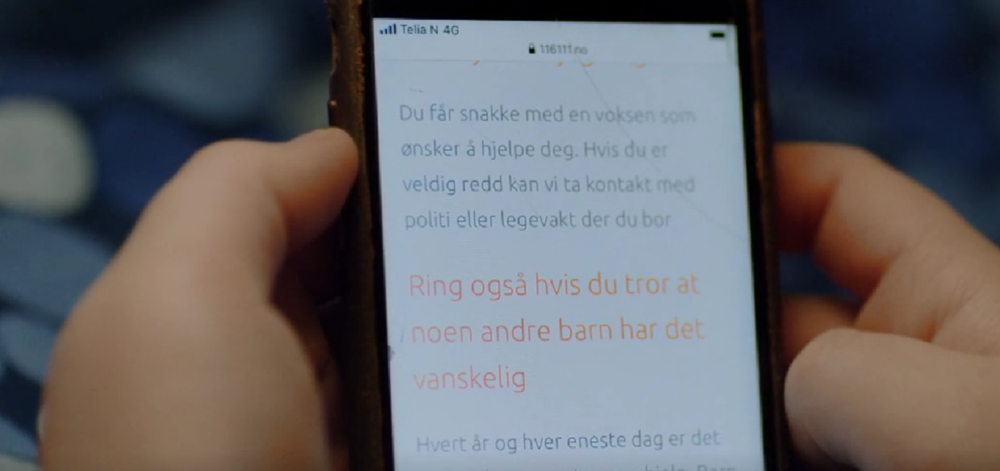 Telia N 4G
116111.no
Du får snakke med en voksen som
ønsker å hjelpe deg. Hvis du er
veldig redd kan vi ta kontakt med
politi eller legevakt der du bor
Ring også hvis du tror at
noen andre barn har det
vanskelig
Hvert år og hver eneste dag er det